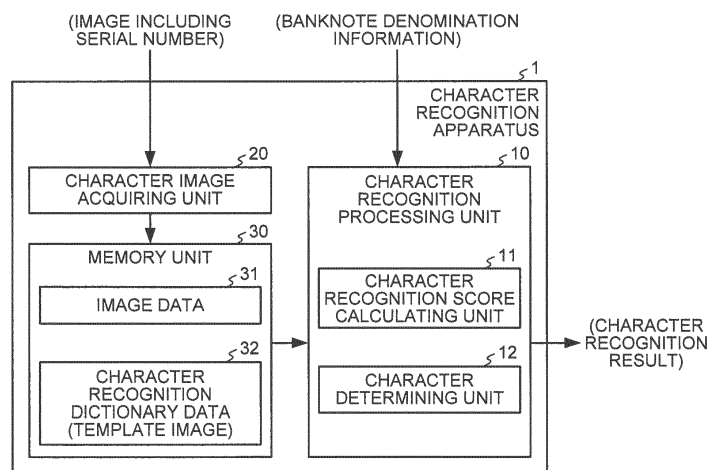 (IMAGE INCLUDING
SERIAL NUMBER)
(BANKNOTE DENOMINATION
INFORMATION)
1
CHARACTER
RECOGNITION
APPARATUS
20
CHARACTER IMAGE
ACQUIRING UNIT
30
MEMORY UNIT
31
IMAGE DATA
32
CHARACTER
RECOGNITION
DICTIONARY DATA
(TEMPLATE IMAGE)
10
CHARACTER
RECOGNITION
PROCESSING UNIT
11
CHARACTER
RECOGNITION SCORE
CALCULATING UNIT
12
CHARACTER
DETERMINING UNIT
(CHARACTER
RECOGNITION
RESULT)